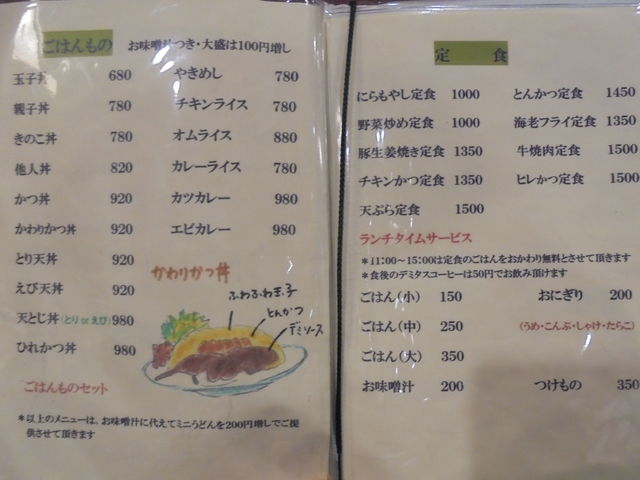 ごはんもの お味噌汁つき・大盛は100円増し
玉子丼 680 やきめし 780
親子丼 780 チキンライス 780
きのこ丼 780 オムライス 880
他人丼 820 カレーライス 780
かつ丼 920 カツカレー 980
かわりかつ丼 920 エビカレー 980
とり天丼 920
えび天丼 920
天とじ丼(とり or えび) 980
ひれかつ丼 980
かわりかつ丼
ふわふわ玉子
とんかつ
デミソース
ごはんものセット
*以上のメニューは、お味噌汁に代えてミニうどんを200円増しでご提
供させて頂きます
定食
にらもやし定食 1000 とんかつ定食 1450
野菜炒め定食 1000 海老フライ定食 1350
豚生姜焼き定食 1350 牛焼肉定食 1500
チキンかつ定食 1350 ヒレかつ定食 1500
天ぷら定食 1500
ランチタイムサービス
*11:00～15:00は定食のごはんをおかわり無料とさせて頂きます
*食後のデミタスコーヒーは50円でお飲み頂けます
ごはん(小) 150 おにぎり 200
ごはん(中) 250 (うめ・こんぶ・しゃけ・たらこ)
ごはん(大) 350
お味噌汁 200 つけもの 350